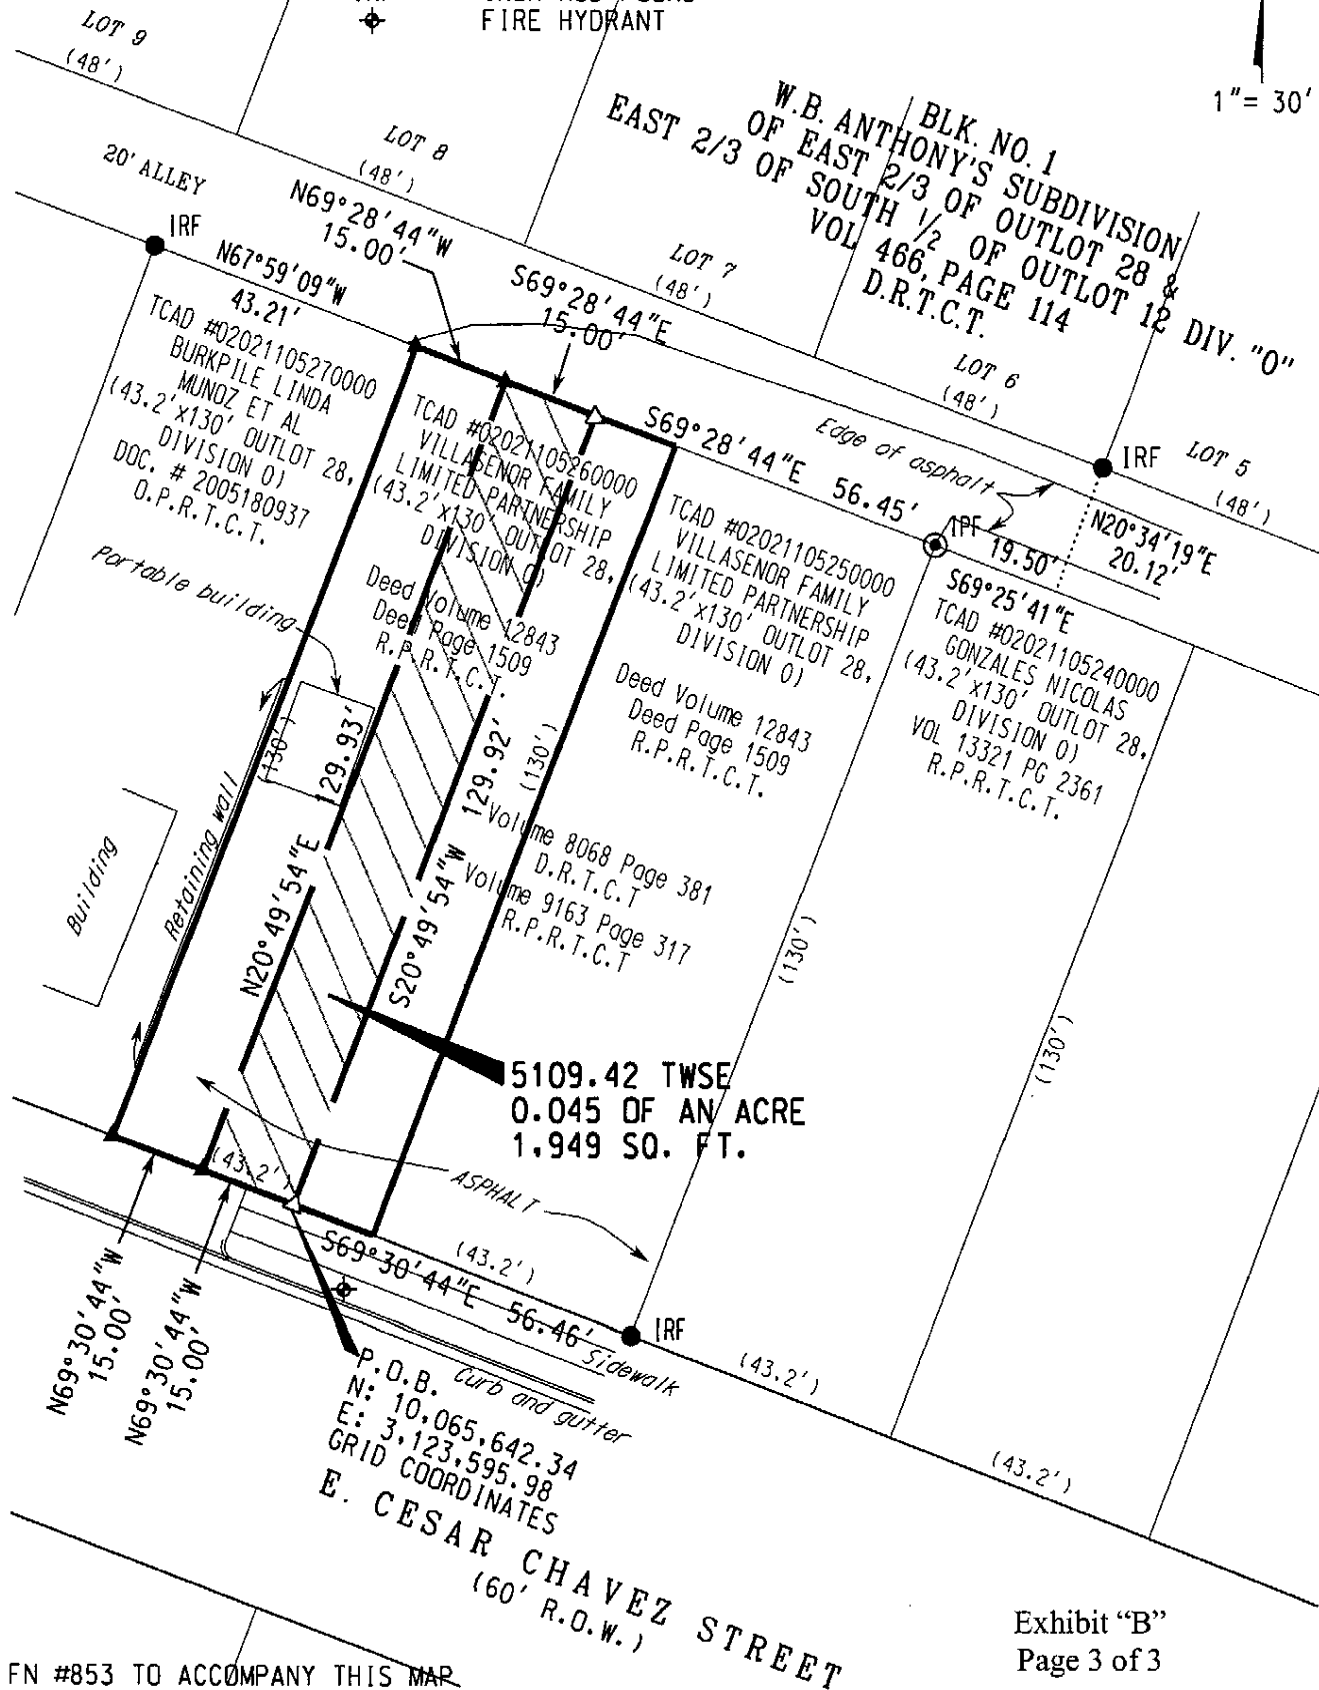 FIRE HYDRANT
1"= 30'
LOT 9
(48')
LOT 8
(48')
20' ALLEY
N69°28'44"W
15.00'
BLK. NO. 1
W.B. ANTHONY'S SUBDIVISION
OF EAST 2/3 OF OUTLOT 28 &
EAST 2/3 OF SOUTH 1/2 OF OUTLOT 12 DIV. "O"
VOL 466, PAGE 114
D.R.T.C.T.
IRF
N67°59'09"W
43.21'
S69°28'44"E
15.00'
LOT 7
(48')
LOT 6
(48')
LOT 5
(48')
IRF
TCAD #02021105270000
BURKPILE LINDA
MUNOZ ET AL
(43.2'x130' OUTLOT 28,
DIVISION O)
DOC. # 2005180937
O.P.R.T.C.T.
TCAD #02021105260000
VILLASENOR FAMILY
LIMITED PARTNERSHIP
(43.2'x130' OUTLOT 28,
DIVISION O)
Deed Volume 12843
Deed Page 1509
R.P.R.T.C.T.
S69°28'44"E 56.45'
Edge of asphalt
IPF
19.50'
S69°25'41"E
N20°34'19"E
20.12'
TCAD #02021105250000
VILLASENOR FAMILY
LIMITED PARTNERSHIP
(43.2'x130' OUTLOT 28,
DIVISION O)
Deed Volume 12843
Deed Page 1509
R.P.R.T.C.T.
TCAD #02021105240000
GONZALES NICOLAS
(43.2'x130' OUTLOT 28,
DIVISION O)
VOL 13321 PG 2361
R.P.R.T.C.T.
Portable building
(130')
N20°49'54"E 129.93'
S20°49'54"W 129.92'
(130')
Volume 8068 Page 381
D.R.T.C.T
Volume 9163 Page 317
R.P.R.T.C.T
Building
Retaining wall
(130')
(130')
5109.42 TWSE
0.045 OF AN ACRE
1,949 SQ. FT.
(43.2')
ASPHALT
S69°30'44"E 56.46'
(43.2')
IRF
(43.2')
(43.2')
N69°30'44"W
15.00'
N69°30'44"W
15.00'
Sidewalk
Curb and gutter
P.O.B.
N: 10,065,642.34
E: 3,123,595.98
GRID COORDINATES
E. CESAR CHAVEZ STREET
(60' R.O.W.)
Exhibit “B”
Page 3 of 3
FN #853 TO ACCOMPANY THIS MAP